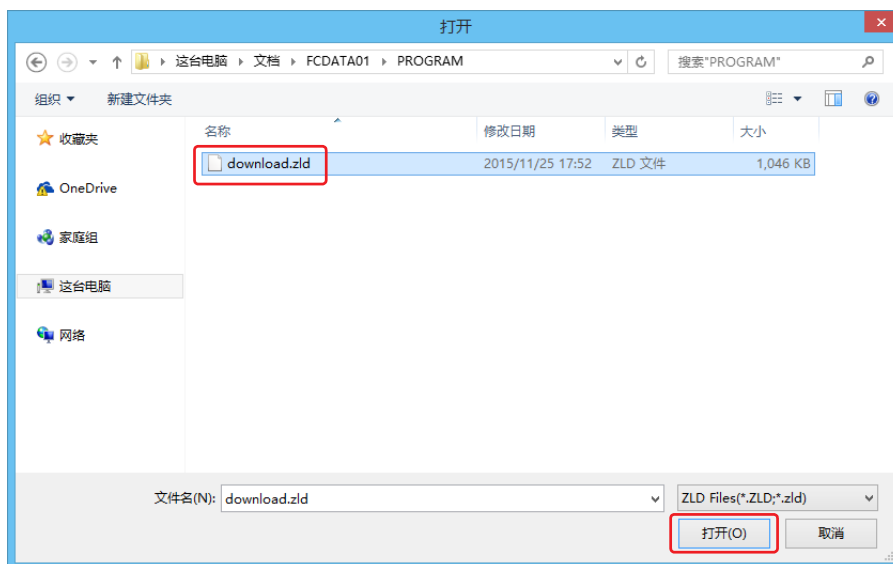 打开
这台电脑 文档 FCDATA01 PROGRAM 搜索"PROGRAM"
组织 新建文件夹
名称 修改日期 类型 大小
download.zld 2015/11/25 17:52 ZLD 文件 1,046 KB
收藏夹
OneDrive
家庭组
这台电脑
网络
文件名(N): download.zld ZLD Files(*.ZLD;*.zld)
打开(O) 取消